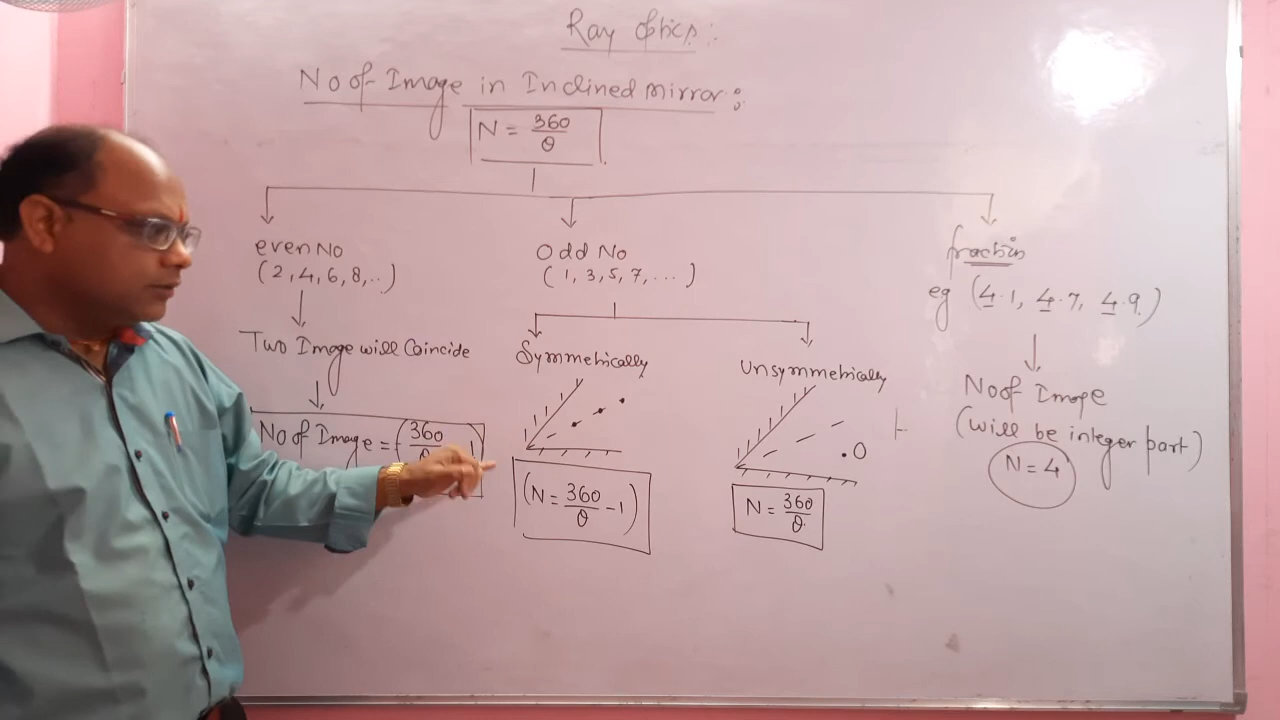 Ray Optics:
No of Image in Inclined mirror:
N = 360/θ
even No
(2, 4, 6, 8, ..)
Two Image will Coincide
No of Image = (360/θ - 1)
Odd No
(1, 3, 5, 7, ....)
Symmetrically
(N = 360/θ - 1)
Unsymmetrically
O
N = 360/θ
fraction
eg (4.1, 4.7, 4.9)
No of Image
(will be integer part)
N = 4